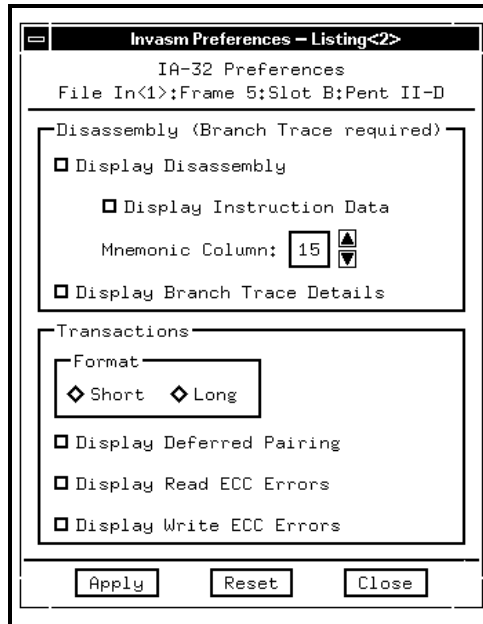 Invasm Preferences – Listing<2>
IA-32 Preferences
File In<1>:Frame 5:Slot B:Pent II-D
Disassembly (Branch Trace required)
Display Disassembly
Display Instruction Data
Mnemonic Column: 15
Display Branch Trace Details
Transactions
Format
Short Long
Display Deferred Pairing
Display Read ECC Errors
Display Write ECC Errors
Apply Reset Close